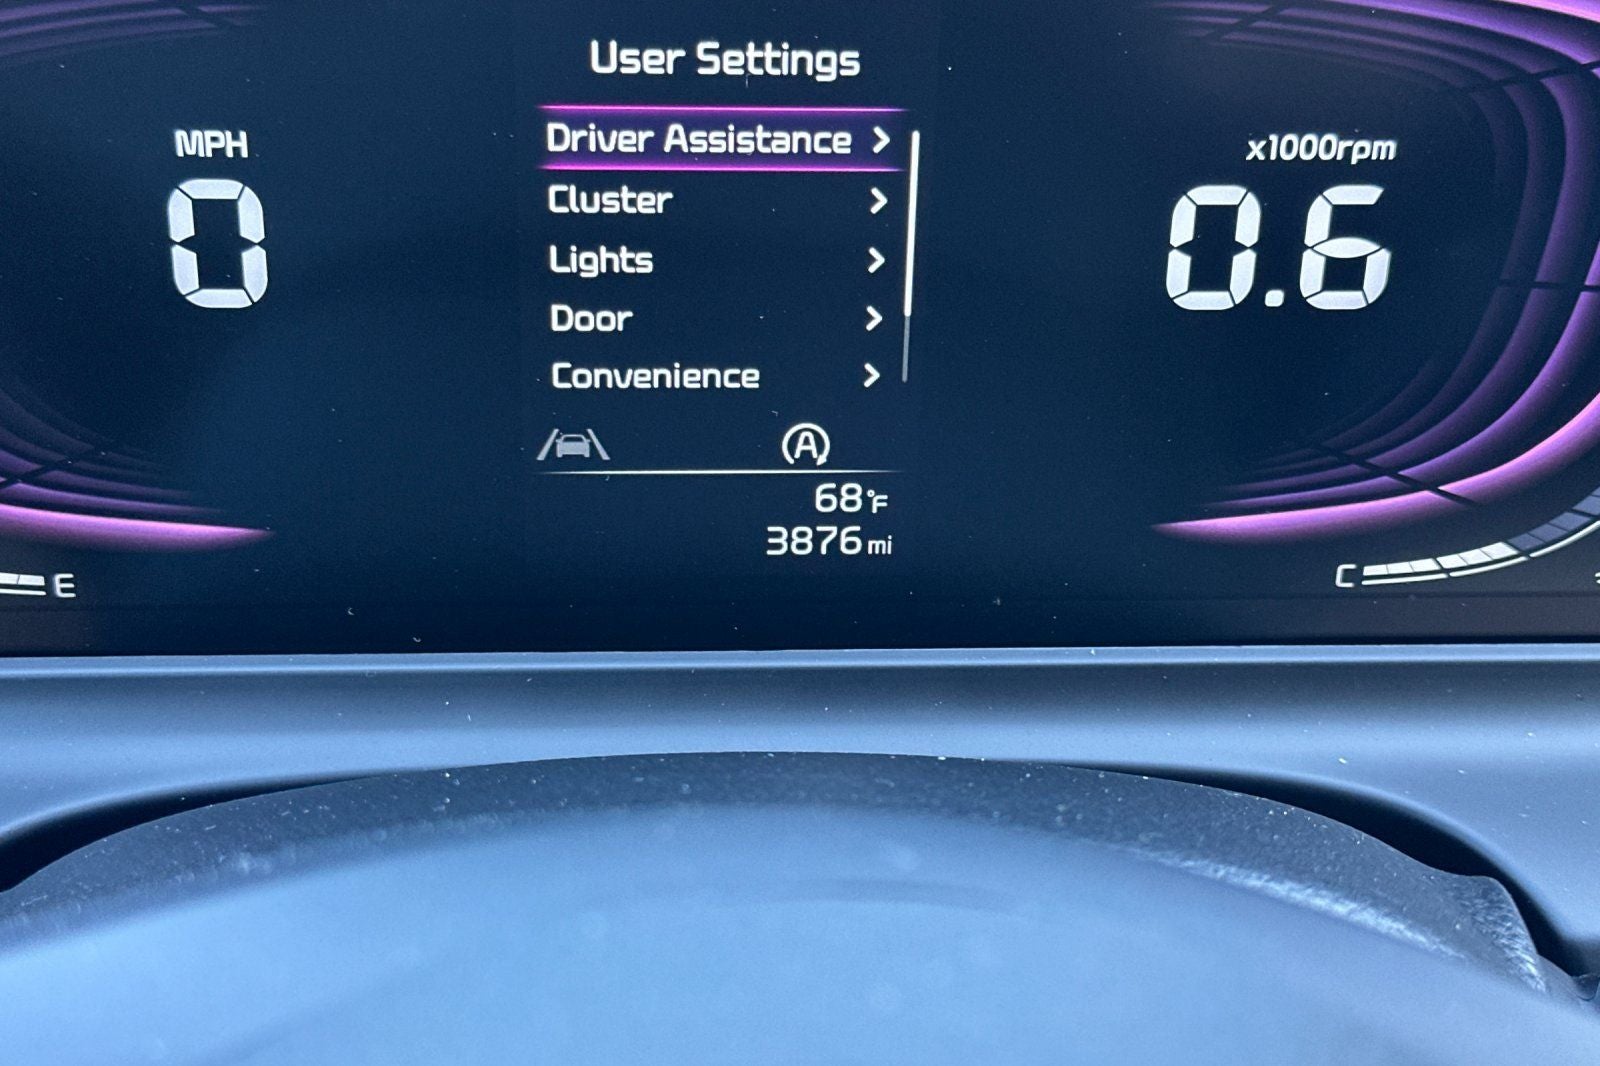 User Settings
MPH
Driver Assistance
x1000rpm
0
Cluster
0.6
Lights
Door
Convenience
A
68°F
3876 mi
E
C